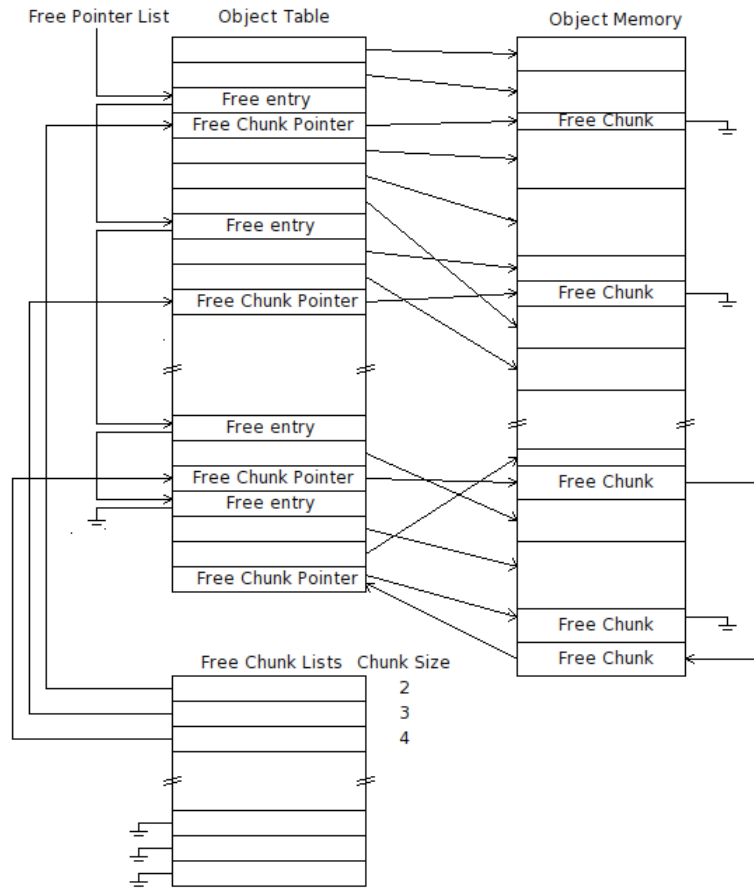 Free Pointer List
Object Table
Object Memory
Free entry
Free Chunk Pointer
Free Chunk
Free entry
Free Chunk Pointer
Free Chunk
Free entry
Free Chunk Pointer
Free Chunk
Free entry
Free Chunk Pointer
Free Chunk
Free Chunk
Free Chunk Lists
Chunk Size
2
3
4